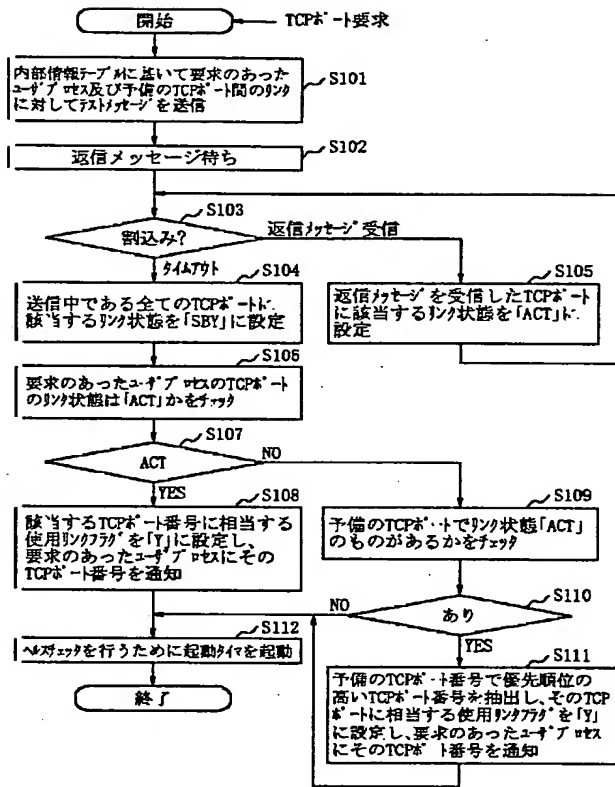 開始
TCPポート要求
S101
内部情報テーブルに基いて要求のあった
ユーザプロセス及び予備のTCPポート間のリンク
に対してテストメッセージを送信
S102
返信メッセージ待ち
S103
割込み?
返信メッセージ受信
タイムアウト
S104
送信中である全てのTCPポートに
該当するリンク状態を「SBY」に設定
S105
返信メッセージを受信したTCPポート
に該当するリンク状態を「ACT」に
設定
S106
要求のあったユーザプロセスのTCPポート
のリンク状態は「ACT」かをチェック
S107
ACT
NO
YES
S108
該当するTCPポート番号に相当する
使用リンクフラグを「Y」に設定し、
要求のあったユーザプロセスにその
TCPポート番号を通知
S109
予備のTCPポートでリンク状態「ACT」
のものがあるかをチェック
S110
あり
NO
YES
S111
予備のTCPポート番号で優先順位の
高いTCPポート番号を抽出し、そのTCP
ポートに相当する使用リンクフラグを「Y」
に設定し、要求のあったユーザプロセス
にそのTCPポート番号を通知
S112
ヘルスチェックを行うために起動タイマを起動
終了